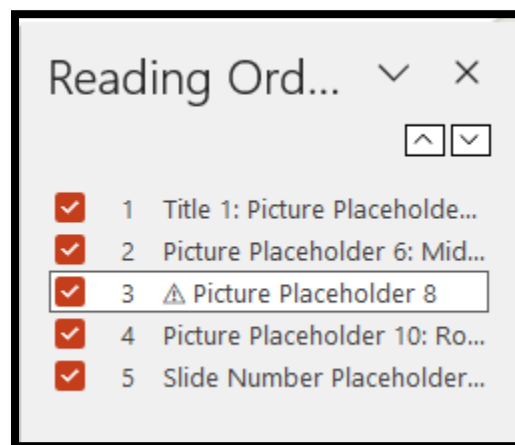 Reading Ord...
1 Title 1: Picture Placeholde...
2 Picture Placeholder 6: Mid...
3 ⚠ Picture Placeholder 8
4 Picture Placeholder 10: Ro...
5 Slide Number Placeholder...